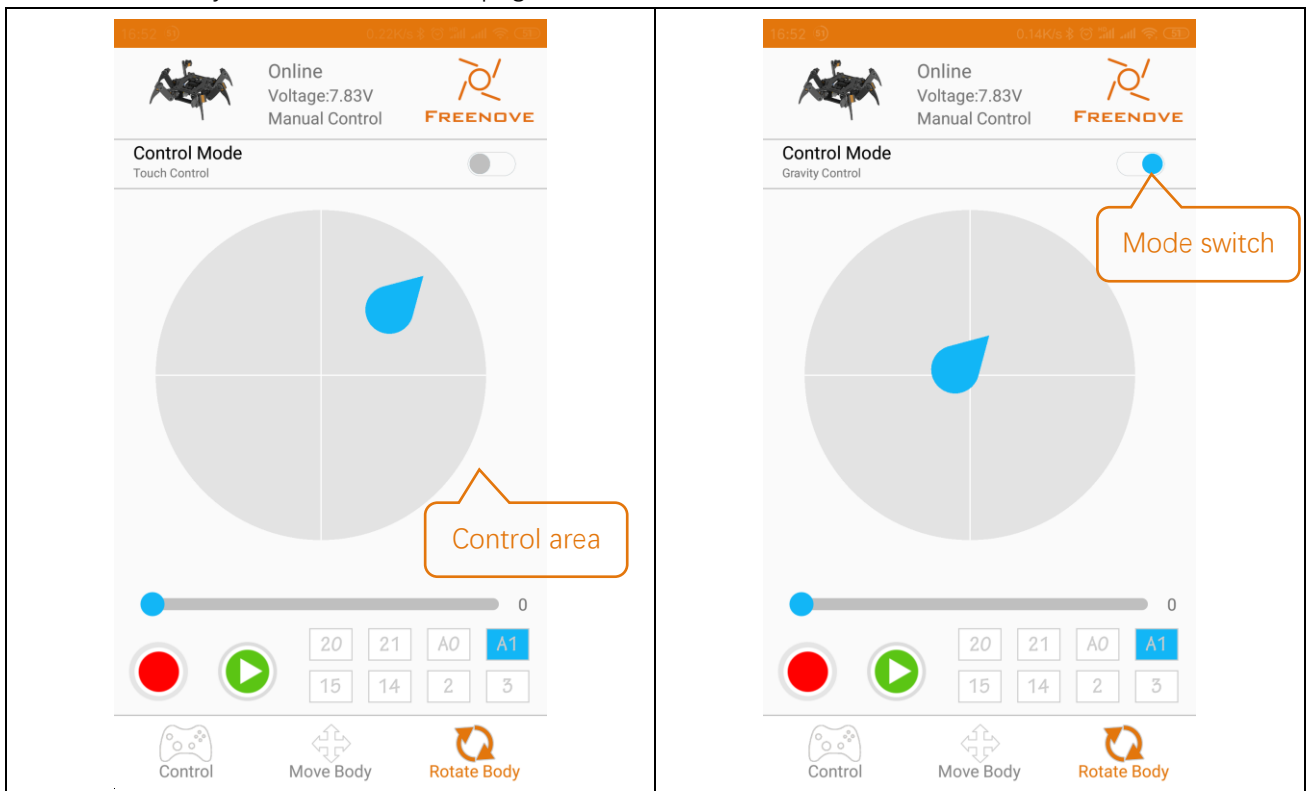 16:52
0.22K/s
Online
Voltage:7.83V
Manual Control
FREENOVE
Control Mode
Touch Control
Control area
0
20 21 A0 A1
15 14 2 3
Control Move Body Rotate Body
16:52
0.14K/s
Online
Voltage:7.83V
Manual Control
FREENOVE
Control Mode
Gravity Control
Mode switch
0
20 21 A0 A1
15 14 2 3
Control Move Body Rotate Body